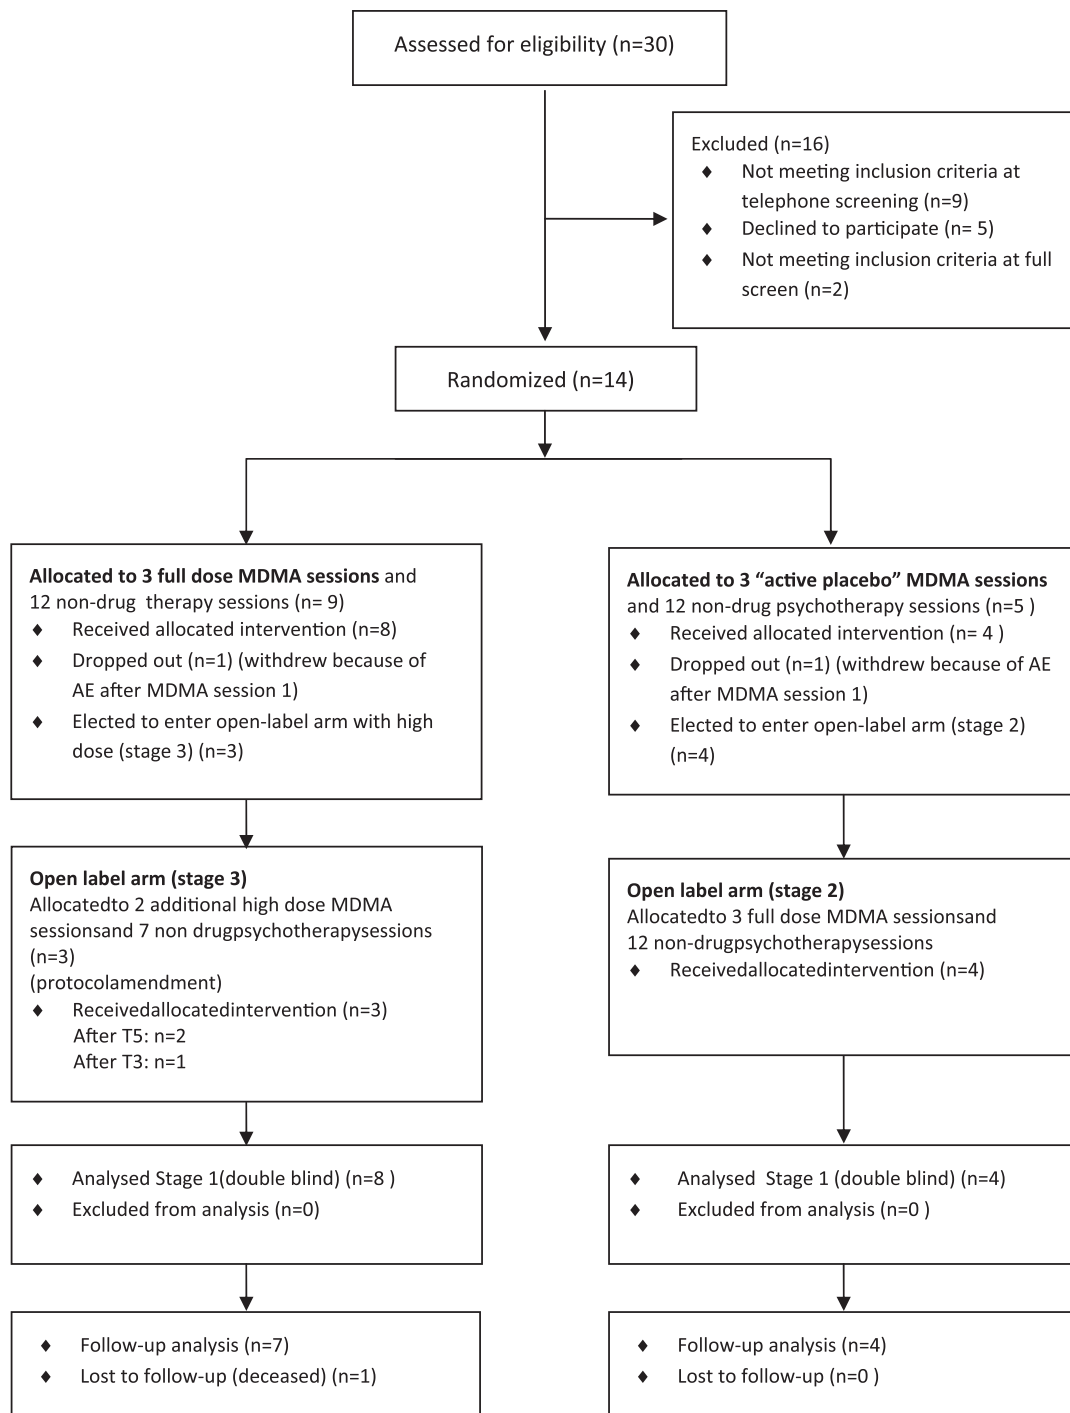 Assessed for eligibility (n=30)
Excluded (n=16)
♦ Not meeting inclusion criteria at
telephone screening (n=9)
♦ Declined to participate (n= 5)
♦ Not meeting inclusion criteria at full
screen (n=2)
Randomized (n=14)
Allocated to 3 full dose MDMA sessions and
12 non-drug therapy sessions (n= 9)
♦ Received allocated intervention (n=8)
♦ Dropped out (n=1) (withdrew because of
AE after MDMA session 1)
♦ Elected to enter open-label arm with high
dose (stage 3) (n=3)
Allocated to 3 “active placebo” MDMA sessions
and 12 non-drug psychotherapy sessions (n=5 )
♦ Received allocated intervention (n= 4 )
♦ Dropped out (n=1) (withdrew because of AE
after MDMA session 1)
♦ Elected to enter open-label arm (stage 2)
(n=4)
Open label arm (stage 3)
Allocatedto 2 additional high dose MDMA
sessionsand 7 non drugpsychotherapysessions
(n=3)
(protocolamendment)
♦ Receivedallocatedintervention (n=3)
After T5: n=2
After T3: n=1
Open label arm (stage 2)
Allocatedto 3 full dose MDMA sessionsand
12 non-drugpsychotherapysessions
♦ Receivedallocatedintervention (n=4)
♦ Analysed Stage 1(double blind) (n=8 )
♦ Excluded from analysis (n=0)
♦ Analysed Stage 1 (double blind) (n=4)
♦ Excluded from analysis (n=0 )
♦ Follow-up analysis (n=7)
♦ Lost to follow-up (deceased) (n=1)
♦ Follow-up analysis (n=4)
♦ Lost to follow-up (n=0 )